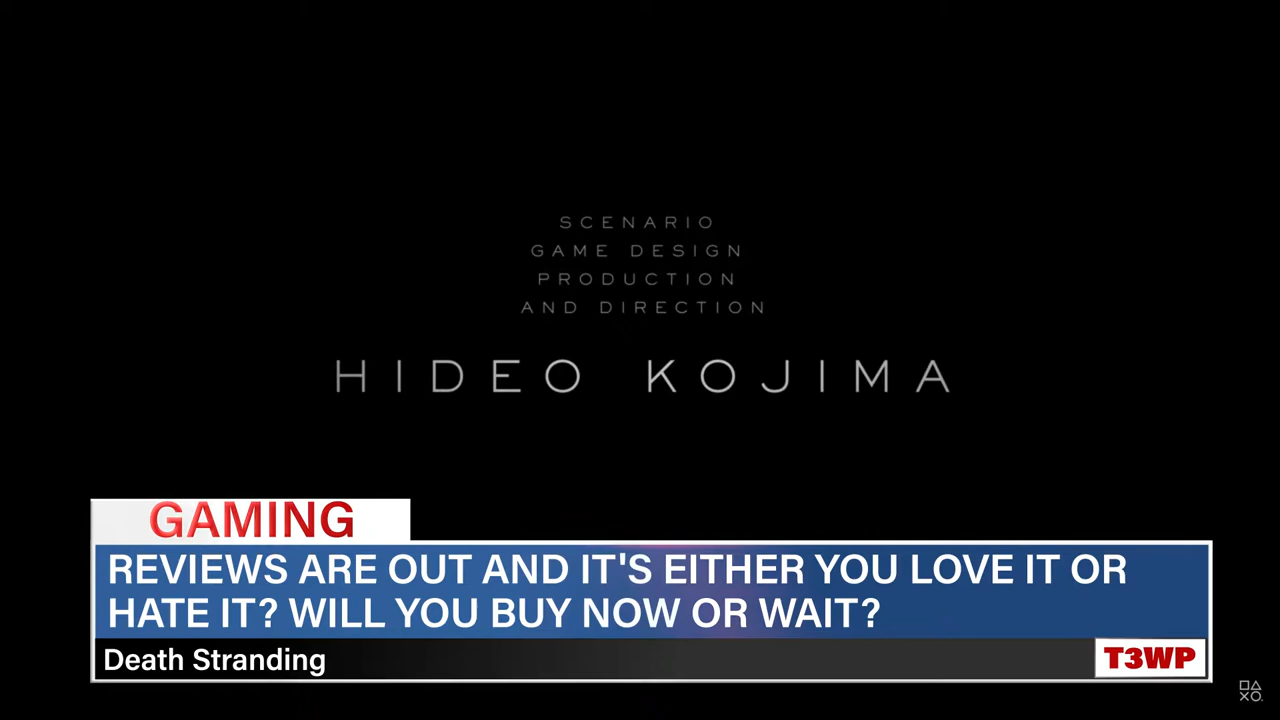 SCENARIO
GAME DESIGN
PRODUCTION
AND DIRECTION
HIDEO KOJIMA
GAMING
REVIEWS ARE OUT AND IT'S EITHER YOU LOVE IT OR
HATE IT? WILL YOU BUY NOW OR WAIT?
Death Stranding
T3WP